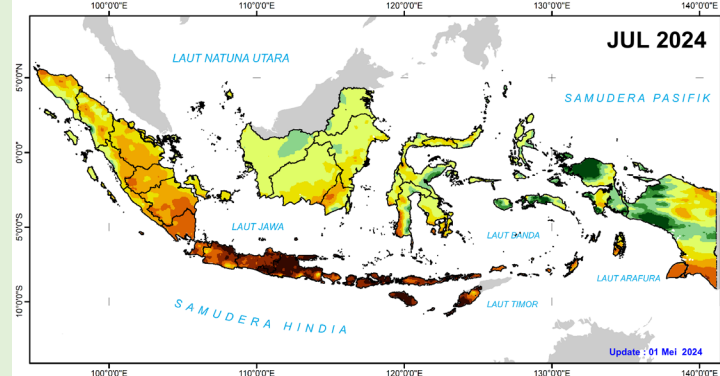 100°0'0"E 110°0'0"E 120°0'0"E 130°0'0"E 140°0'0"E
JUL 2024
LAUT NATUNA UTARA
5°0'0"N
SAMUDERA PASIFIK
0°0'0"
LAUT JAWA
LAUT BANDA
5°0'0"S
LAUT ARAFURA
10°0'0"S
SAMUDERA HINDIA
LAUT TIMOR
Update : 01 Mei 2024
100°0'0"E 110°0'0"E 120°0'0"E 130°0'0"E 140°0'0"E